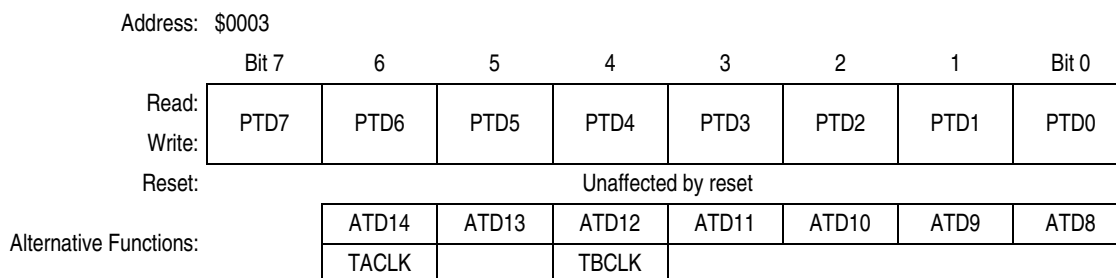 Address: $0003
Bit 7 6 5 4 3 2 1 Bit 0
Read:
PTD7 PTD6 PTD5 PTD4 PTD3 PTD2 PTD1 PTD0
Write:
Reset: Unaffected by reset
ATD14 ATD13 ATD12 ATD11 ATD10 ATD9 ATD8
Alternative Functions:
TACLK TBCLK